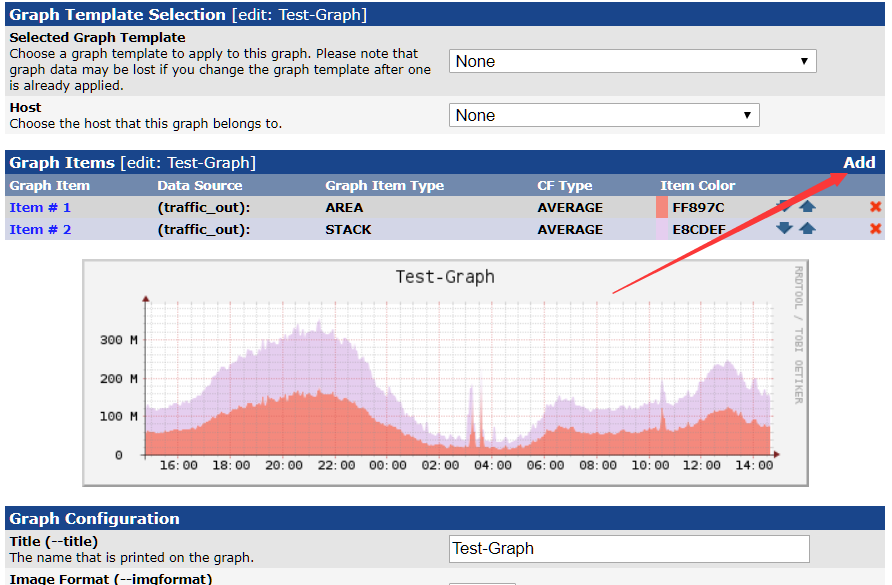 Graph Template Selection [edit: Test-Graph]
Selected Graph Template
Choose a graph template to apply to this graph. Please note that
graph data may be lost if you change the graph template after one
is already applied.
None
Host
Choose the host that this graph belongs to.
None
Graph Items [edit: Test-Graph] Add
Graph Item Data Source Graph Item Type CF Type Item Color
Item # 1 (traffic_out): AREA AVERAGE FF897C
Item # 2 (traffic_out): STACK AVERAGE E8CDEF
Test-Graph
RRDTOOL / TOBI OETIKER
300 M
200 M
100 M
0
16:00 18:00 20:00 22:00 00:00 02:00 04:00 06:00 08:00 10:00 12:00 14:00
Graph Configuration
Title (--title)
The name that is printed on the graph.
Test-Graph
Image Format (--imgformat)